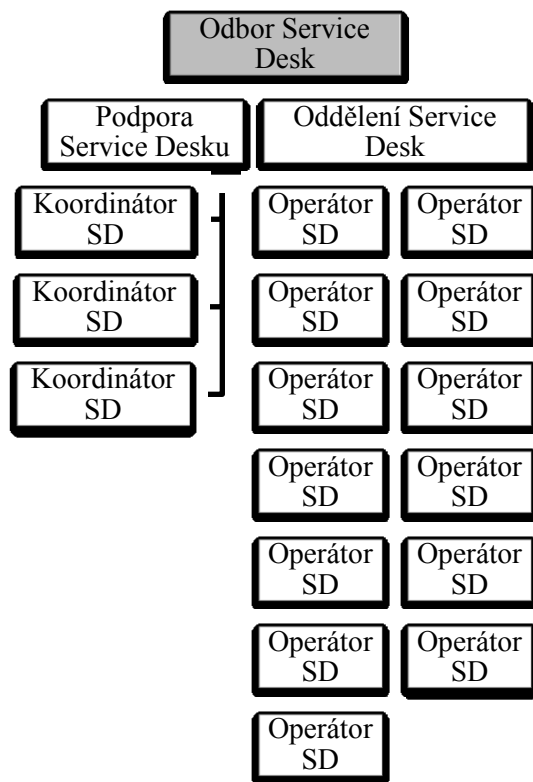 Odbor Service
Desk
Podpora
Service Desku
Oddělení Service
Desk
Koordinátor
SD
Operátor
SD
Operátor
SD
Koordinátor
SD
Operátor
SD
Operátor
SD
Koordinátor
SD
Operátor
SD
Operátor
SD
Operátor
SD
Operátor
SD
Operátor
SD
Operátor
SD
Operátor
SD
Operátor
SD
Operátor
SD